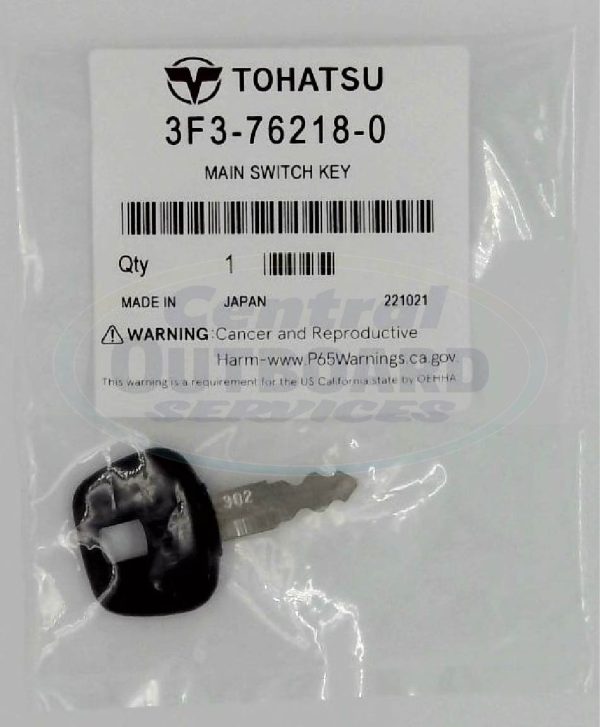 TOHATSU
3F3-76218-0
MAIN SWITCH KEY
Qty 1
MADE IN JAPAN 221021
⚠ WARNING: Cancer and Reproductive
Harm-www.P65Warnings.ca.gov.
This warning is a requirement for the US California state by OEHHA.
Central
OUTBOARD
SERVICES
302